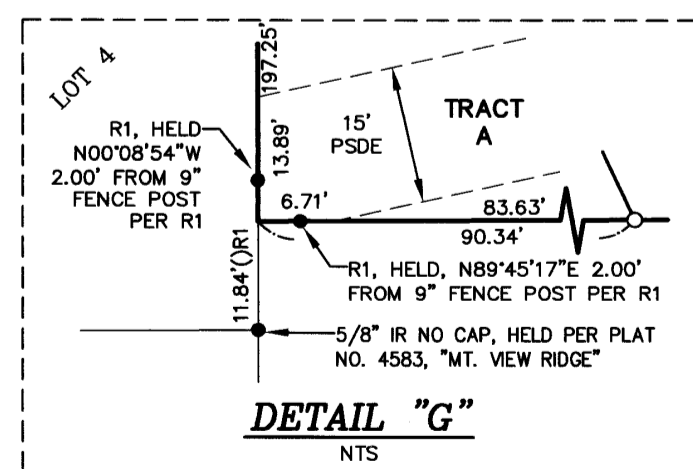 LOT 4
197.25'
R1, HELD
N00°08'54"W
2.00' FROM 9"
FENCE POST
PER R1
13.89'
15'
PSDE
TRACT
A
6.71'
83.63'
90.34'
R1, HELD, N89°45'17"E 2.00'
FROM 9" FENCE POST PER R1
11.84'()R1
5/8" IR NO CAP, HELD PER PLAT
NO. 4583, "MT. VIEW RIDGE"
DETAIL "G"
NTS